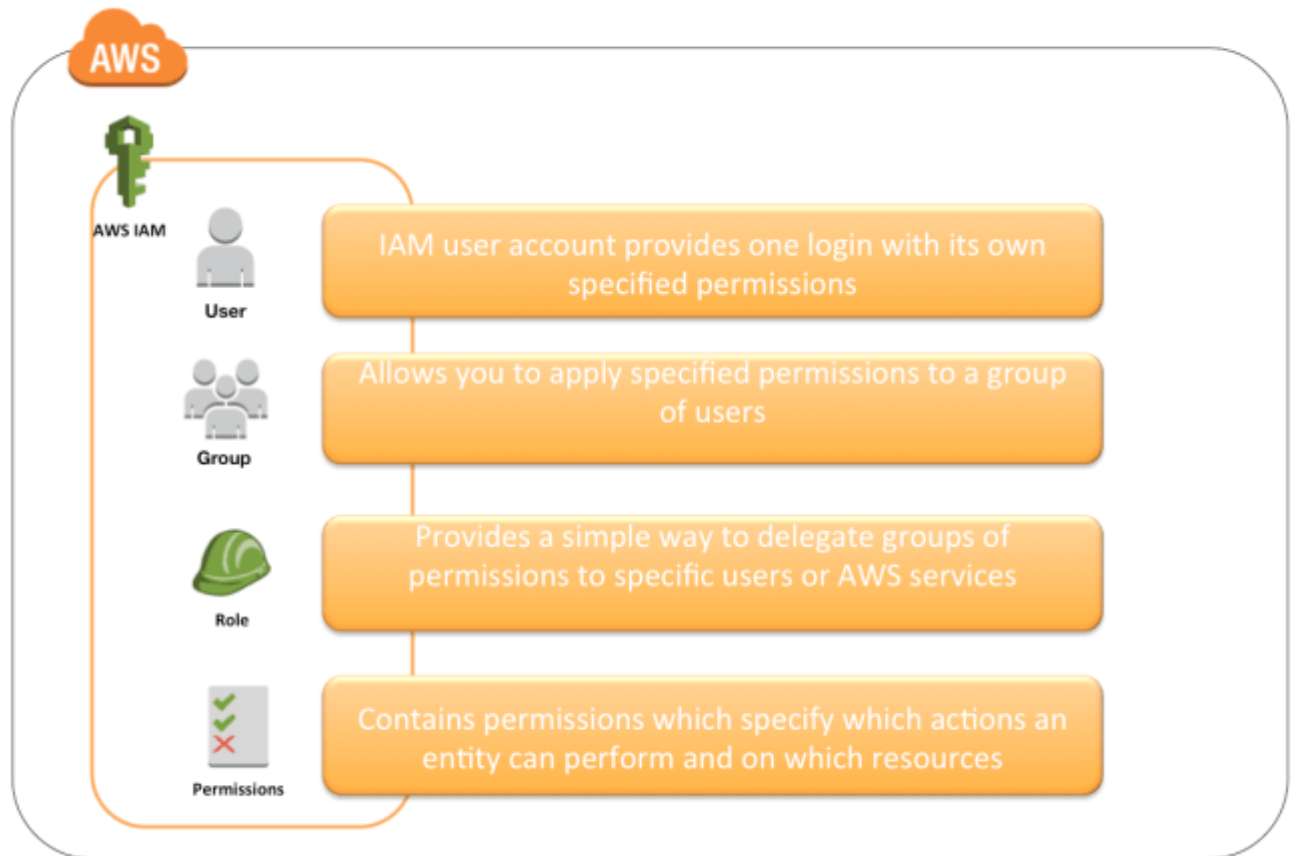 AWS
AWS IAM
User
IAM user account provides one login with its own
specified permissions
Group
Allows you to apply specified permissions to a group
of users
Role
Provides a simple way to delegate groups of
permissions to specific users or AWS services
Permissions
Contains permissions which specify which actions an
entity can perform and on which resources